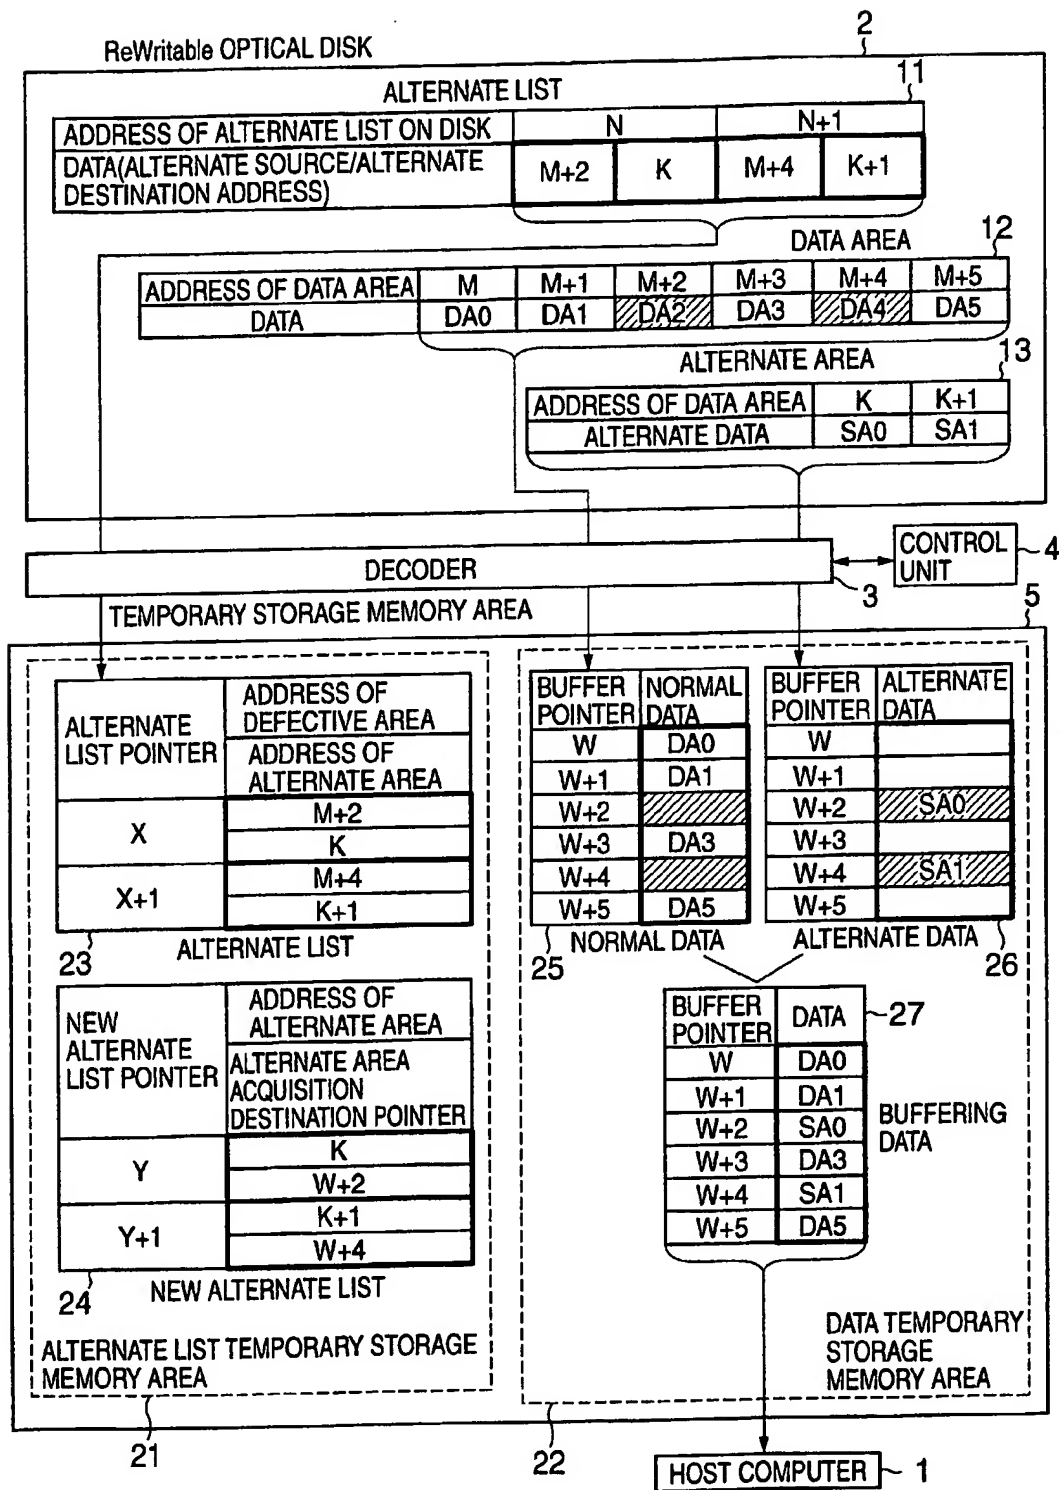 2
ReWritable OPTICAL DISK
ALTERNATE LIST
11
ADDRESS OF ALTERNATE LIST ON DISK N N+1
DATA(ALTERNATE SOURCE/ALTERNATE
DESTINATION ADDRESS)
M+2 K M+4 K+1
DATA AREA
12
ADDRESS OF DATA AREA M M+1 M+2 M+3 M+4 M+5
DATA DA0 DA1 DA2 DA3 DA4 DA5
ALTERNATE AREA
13
ADDRESS OF DATA AREA K K+1
ALTERNATE DATA SA0 SA1
DECODER
3
CONTROL
UNIT
4
TEMPORARY STORAGE MEMORY AREA
5
ALTERNATE
LIST POINTER
ADDRESS OF
DEFECTIVE AREA
ADDRESS OF
ALTERNATE AREA
X
M+2
K
X+1
M+4
K+1
23
ALTERNATE LIST
NEW
ALTERNATE
LIST POINTER
ADDRESS OF
ALTERNATE AREA
ALTERNATE AREA
ACQUISITION
DESTINATION POINTER
Y
K
W+2
Y+1
K+1
W+4
24
NEW ALTERNATE LIST
ALTERNATE LIST TEMPORARY STORAGE
MEMORY AREA
21
BUFFER
POINTER
NORMAL
DATA
W DA0
W+1 DA1
W+2
W+3 DA3
W+4
W+5 DA5
25
NORMAL DATA
BUFFER
POINTER
ALTERNATE
DATA
W
W+1
W+2 SA0
W+3
W+4 SA1
W+5
ALTERNATE DATA
26
BUFFER
POINTER
DATA
27
W DA0
W+1 DA1
W+2 SA0
W+3 DA3
W+4 SA1
W+5 DA5
BUFFERING
DATA
DATA TEMPORARY
STORAGE
MEMORY AREA
22
HOST COMPUTER
1